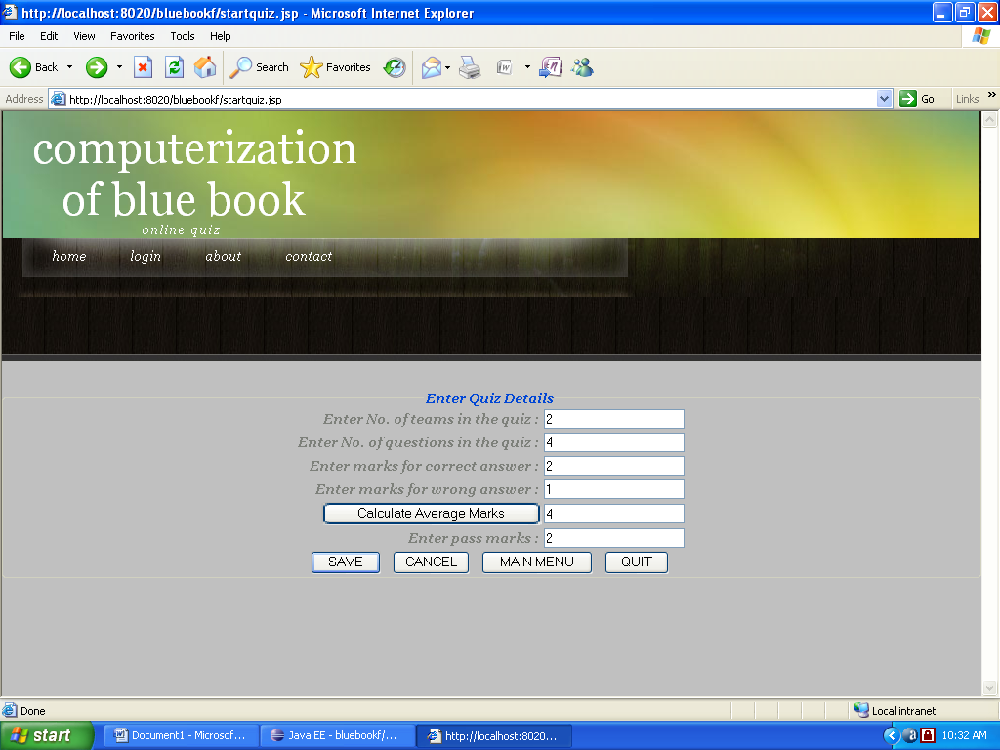 http://localhost:8020/bluebookf/startquiz.jsp - Microsoft Internet Explorer
File Edit View Favorites Tools Help
Back Search Favorites
Address http://localhost:8020/bluebookf/startquiz.jsp Go Links »
computerization
of blue book
online quiz
home login about contact
Enter Quiz Details
Enter No. of teams in the quiz : 2
Enter No. of questions in the quiz : 4
Enter marks for correct answer : 2
Enter marks for wrong answer : 1
Calculate Average Marks 4
Enter pass marks : 2
SAVE CANCEL MAIN MENU QUIT
Done Local intranet
start Document1 - Microsof... Java EE - bluebookf/... http://localhost:8020... 10:32 AM